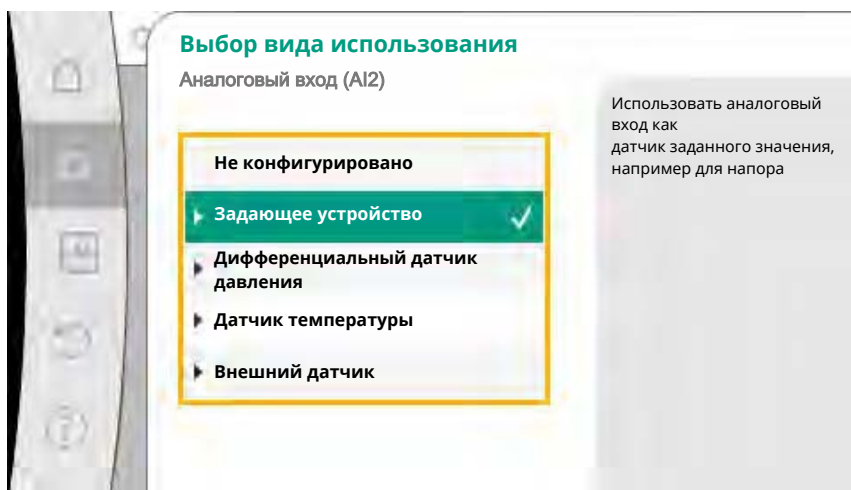 Выбор вида использования
Аналоговый вход (AI2)
Не конфигурировано
Задающее устройство
Дифференциальный датчик
давления
Датчик температуры
Внешний датчик
Использовать аналоговый
вход как
датчик заданного значения,
например для напора